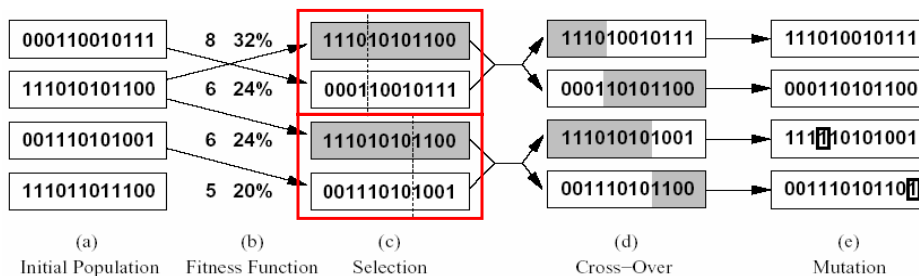 000110010111 8 32% 111010101100 111010010111 111010010111
111010101100 6 24% 000110010111 000110101100 000110101100
001110101001 6 24% 111010101100 111010101001 111110101001
111011011100 5 20% 001110101001 001110101100 001110101101
(a) (b) (c) (d) (e)
Initial Population Fitness Function Selection Cross−Over Mutation